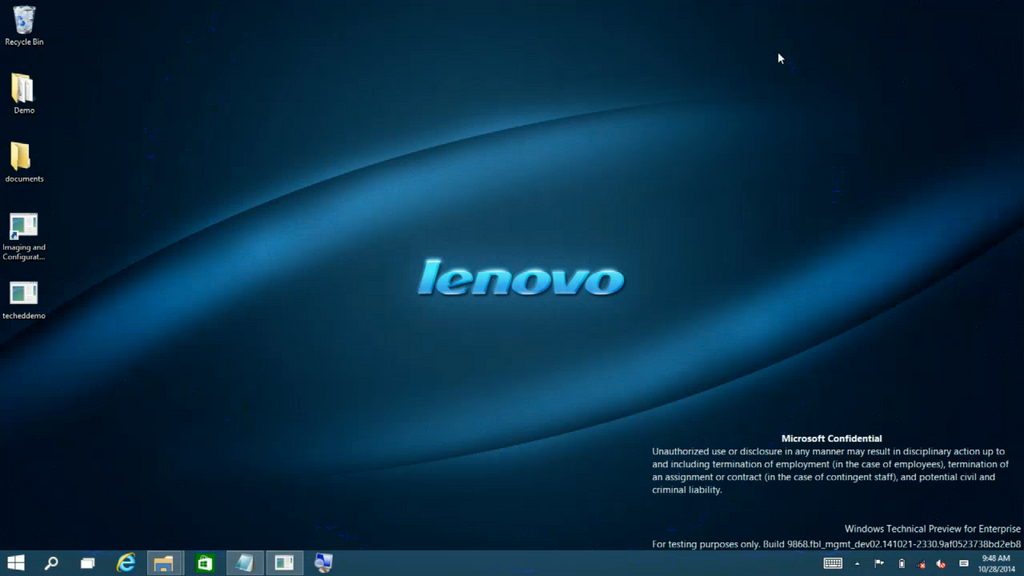 Recycle Bin
Demo
documents
Imaging and
Configurat...
techeddemo
lenovo
Microsoft Confidential
Unauthorized use or disclosure in any manner may result in disciplinary action up to
and including termination of employment (in the case of employees), termination of
an assignment or contract (in the case of contingent staff), and potential civil and
criminal liability.
Windows Technical Preview for Enterprise
For testing purposes only. Build 9868.fbl_mgmt_dev02.141021-2330.9af0523738bd2eb8
9:48 AM
10/28/2014